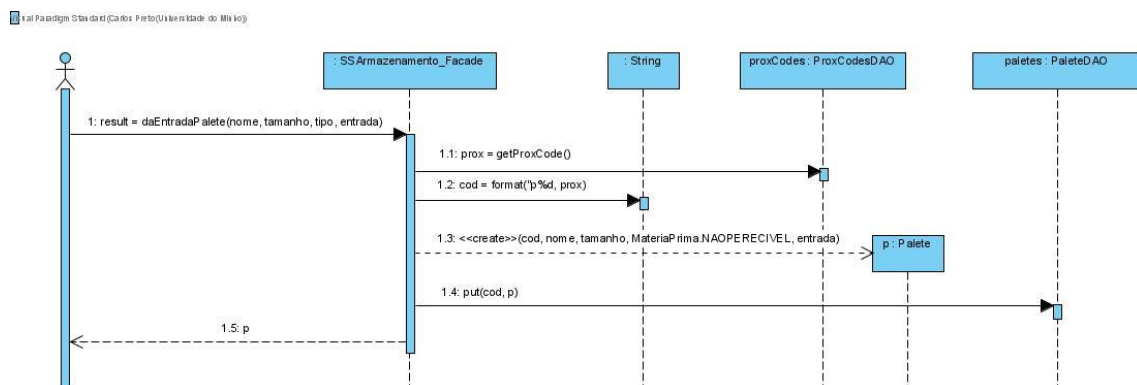 Visual Paradigm Standard(Carlos Preto(Universidade do Minho))
: SSArmazenamento_Facade
: String
proxCodes : ProxCodesDAO
paletes : PaleteDAO
1: result = daEntradaPalete(nome, tamanho, tipo, entrada)
1.1: prox = getProxCode()
1.2: cod = format("p%d, prox)
1.3: <<create>>(cod, nome, tamanho, MateriaPrima.NAOPERECIVEL, entrada)
p : Palete
1.4: put(cod, p)
1.5: p